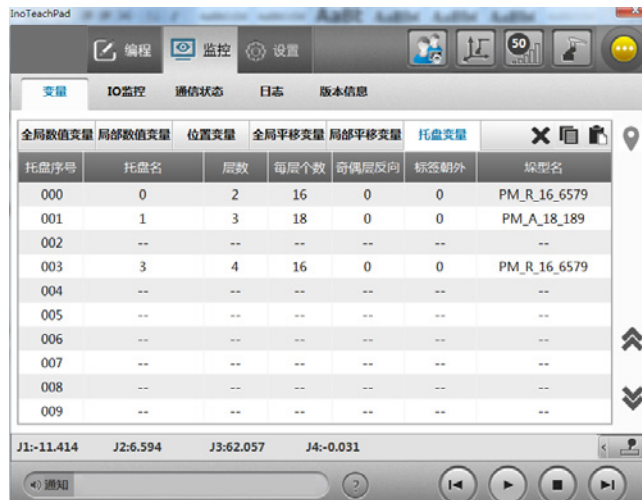 InoTeachPad
编程 监控 设置 50
变量 IO监控 通信状态 日志 版本信息
全局数值变量 局部数值变量 位置变量 全局平移变量 局部平移变量 托盘变量
托盘序号 托盘名 层数 每层个数 奇偶层反向 标签朝外 垛型名
000 0 2 16 0 0 PM_R_16_6579
001 1 3 18 0 0 PM_A_18_189
002 -- -- -- -- -- --
003 3 4 16 0 0 PM_R_16_6579
004 -- -- -- -- -- --
005 -- -- -- -- -- --
006 -- -- -- -- -- --
007 -- -- -- -- -- --
008 -- -- -- -- -- --
009 -- -- -- -- -- --
J1:-11.414 J2:6.594 J3:62.057 J4:-0.031
通知 ?